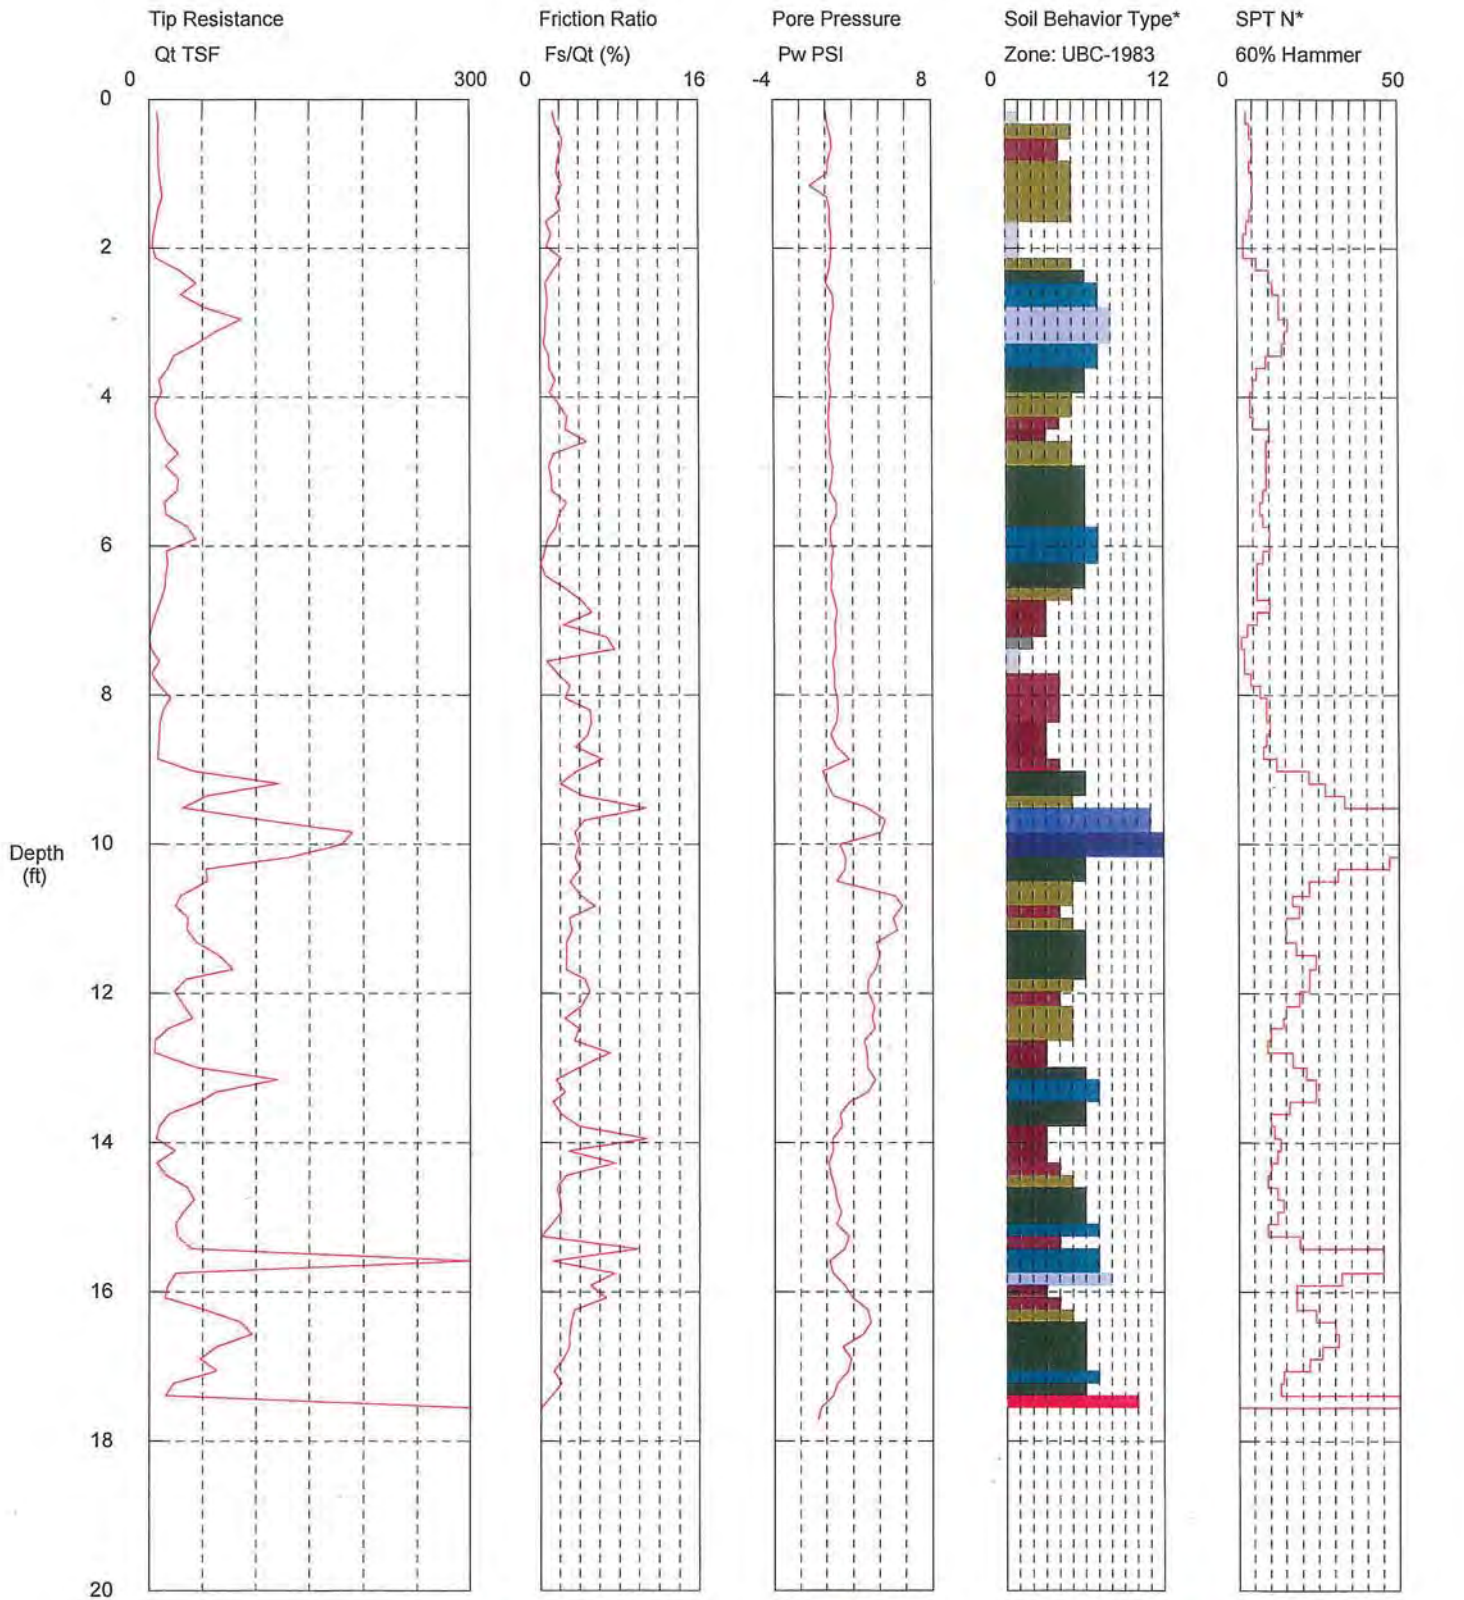 Tip Resistance Friction Ratio Pore Pressure Soil Behavior Type* SPT N*
Qt TSF Fs/Qt (%) Pw PSI Zone: UBC-1983 60% Hammer
0 300 0 16 -4 8 0 12 0 50
0
2
4
6
8
10
Depth
(ft)
12
14
16
18
20